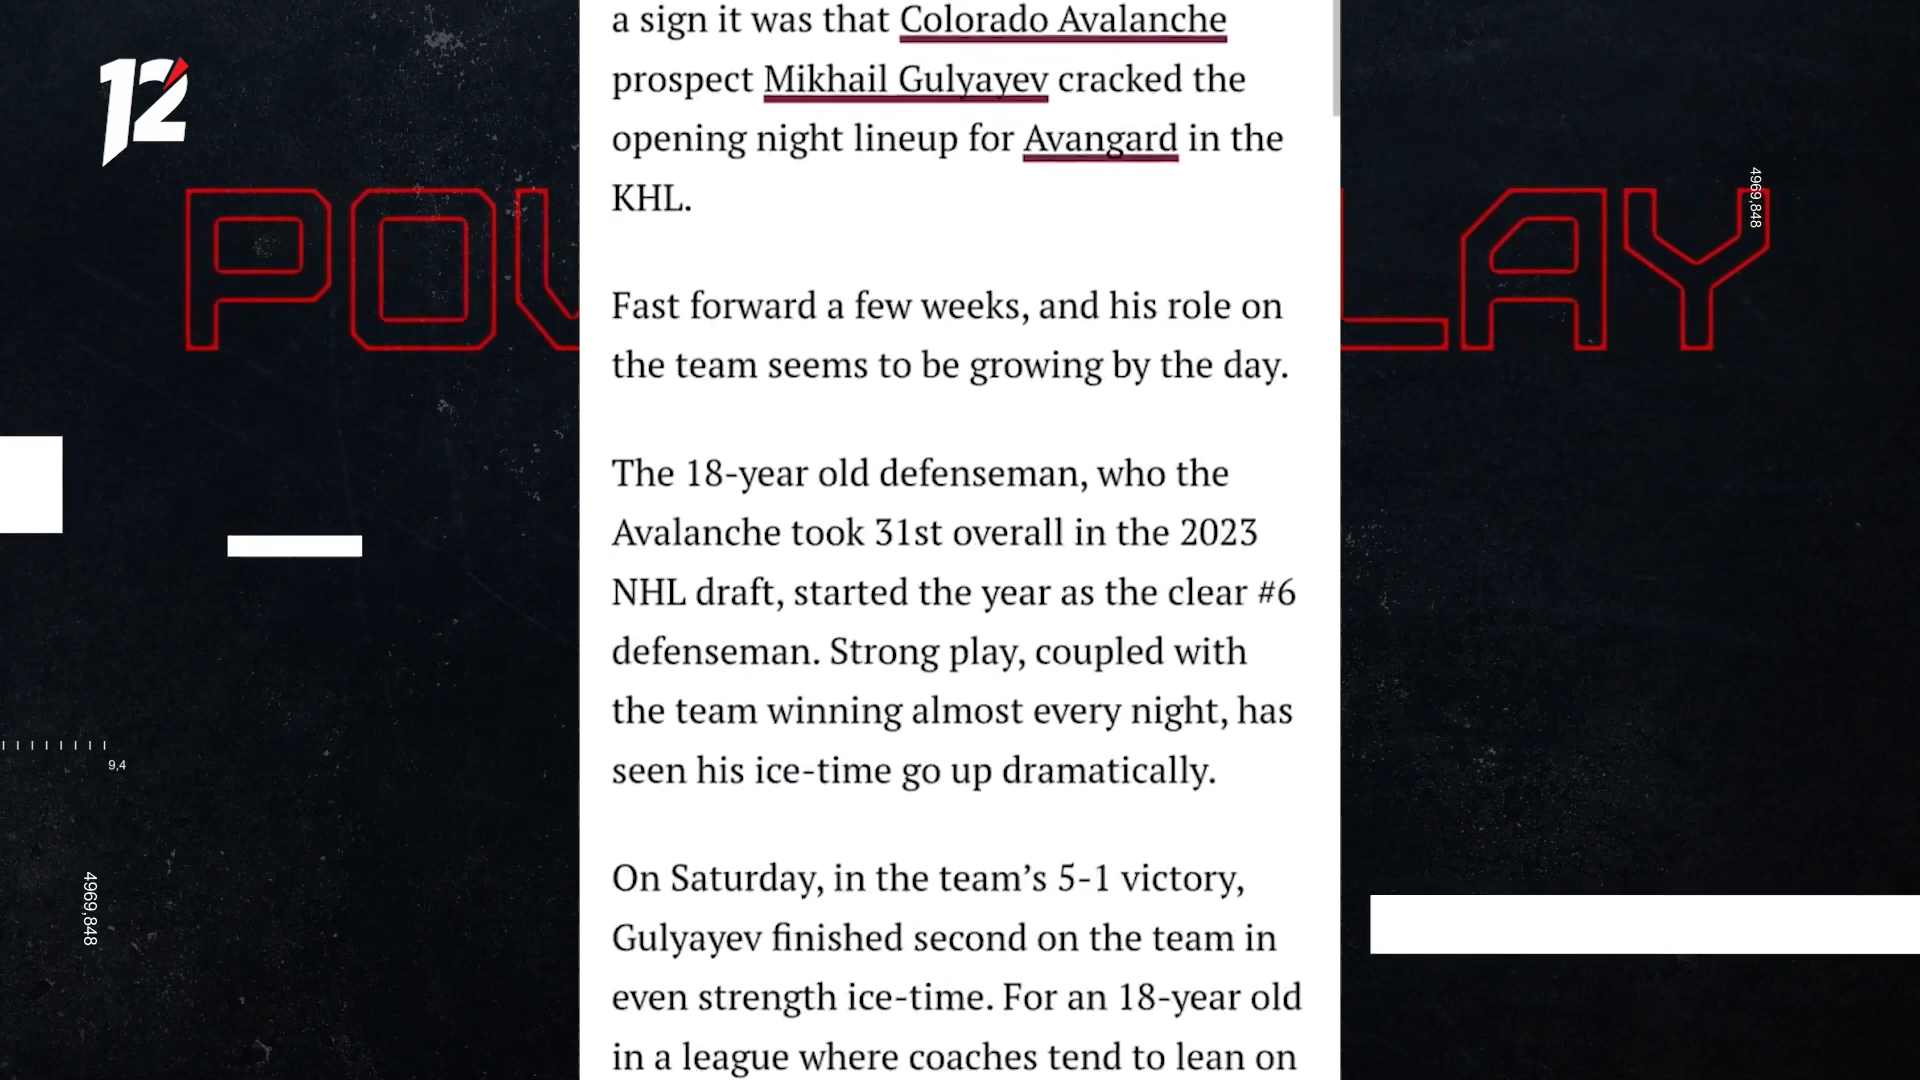 12
4969,848
POW
LAY
a sign it was that Colorado Avalanche
prospect Mikhail Gulyayev cracked the
opening night lineup for Avangard in the
KHL.
Fast forward a few weeks, and his role on
the team seems to be growing by the day.
The 18-year old defenseman, who the
Avalanche took 31st overall in the 2023
NHL draft, started the year as the clear #6
defenseman. Strong play, coupled with
the team winning almost every night, has
seen his ice-time go up dramatically.
On Saturday, in the team’s 5-1 victory,
Gulyayev finished second on the team in
even strength ice-time. For an 18-year old
in a league where coaches tend to lean on
9,4
4969,848